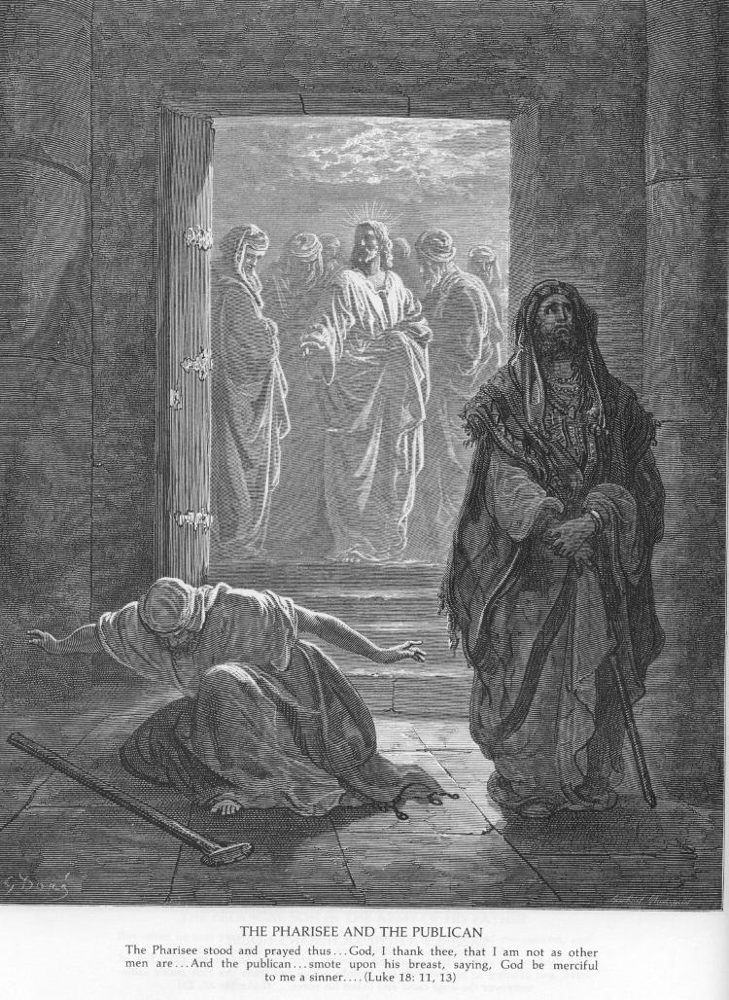 G Doré
THE PHARISEE AND THE PUBLICAN
The Pharisee stood and prayed thus...God, I thank thee, that I am not as other
men are...And the publican...smote upon his breast, saying, God be merciful
to me a sinner....(Luke 18: 11, 13)